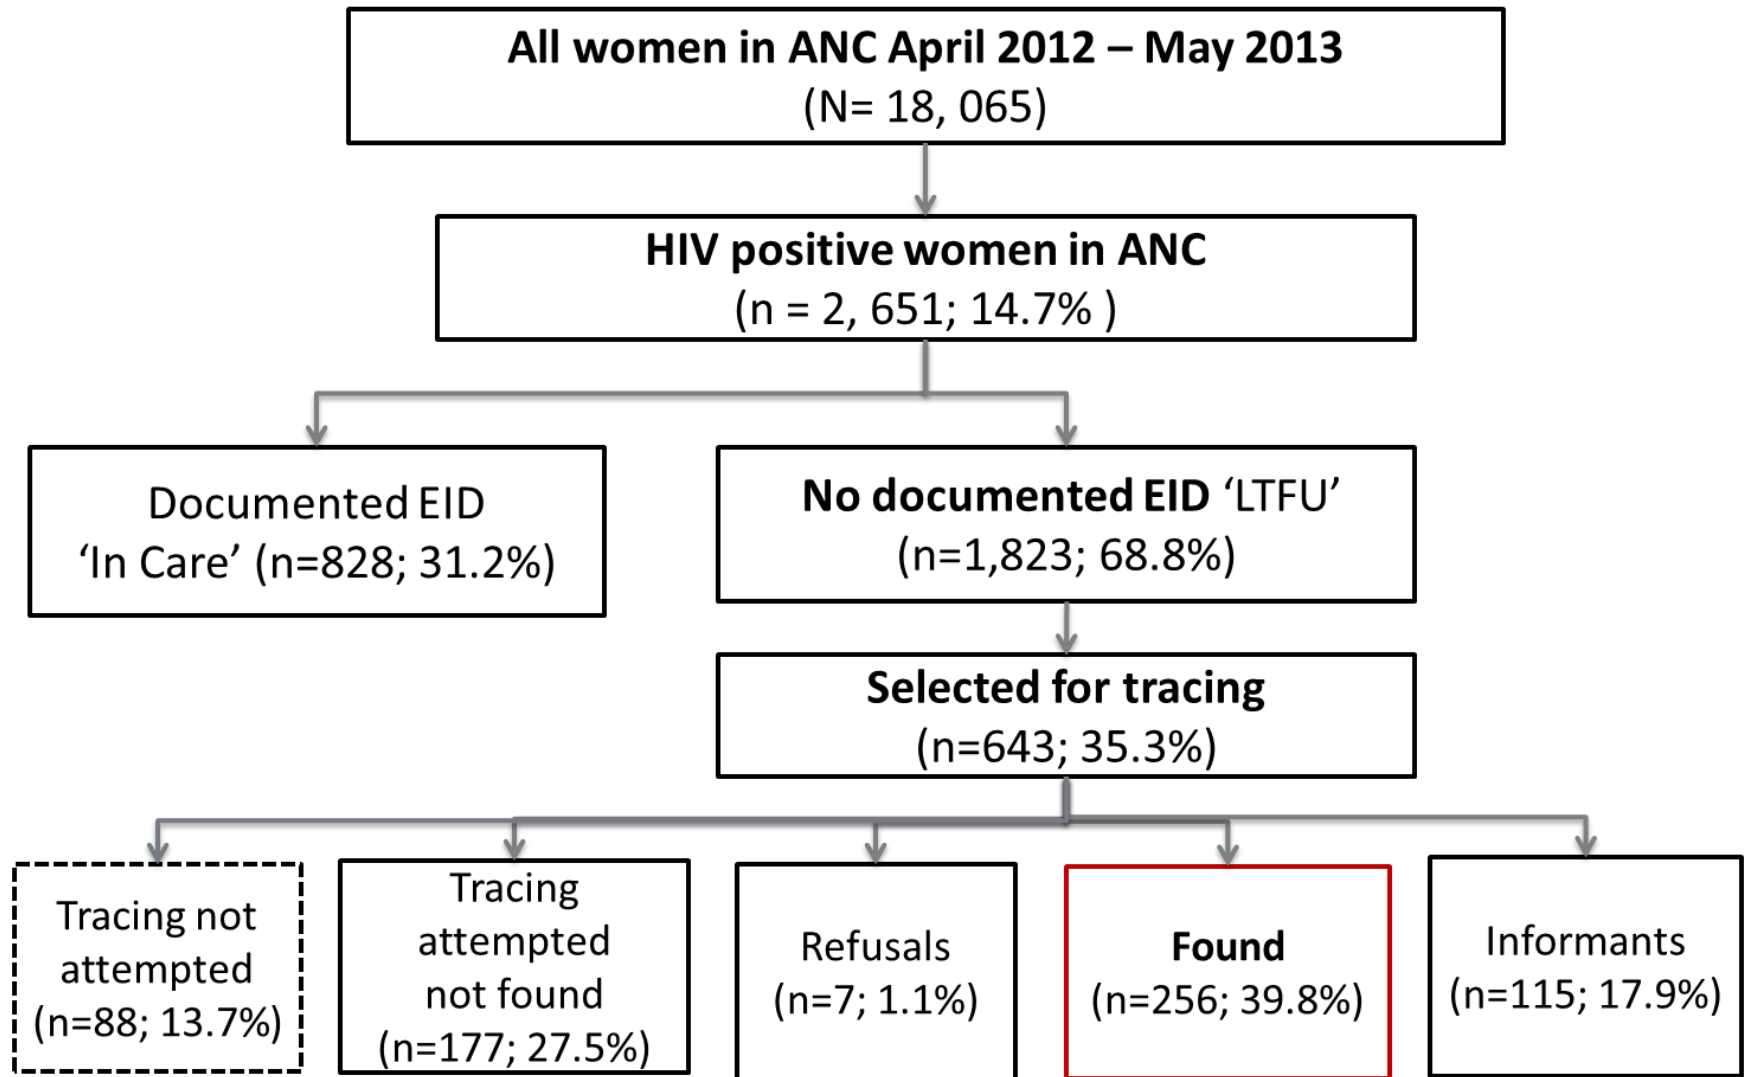 All women in ANC April 2012 – May 2013
(N= 18, 065)
HIV positive women in ANC
(n = 2, 651; 14.7% )
Documented EID
‘In Care’ (n=828; 31.2%)
No documented EID ‘LTFU’
(n=1,823; 68.8%)
Selected for tracing
(n=643; 35.3%)
Tracing not
attempted
(n=88; 13.7%)
Tracing
attempted
not found
(n=177; 27.5%)
Refusals
(n=7; 1.1%)
Found
(n=256; 39.8%)
Informants
(n=115; 17.9%)